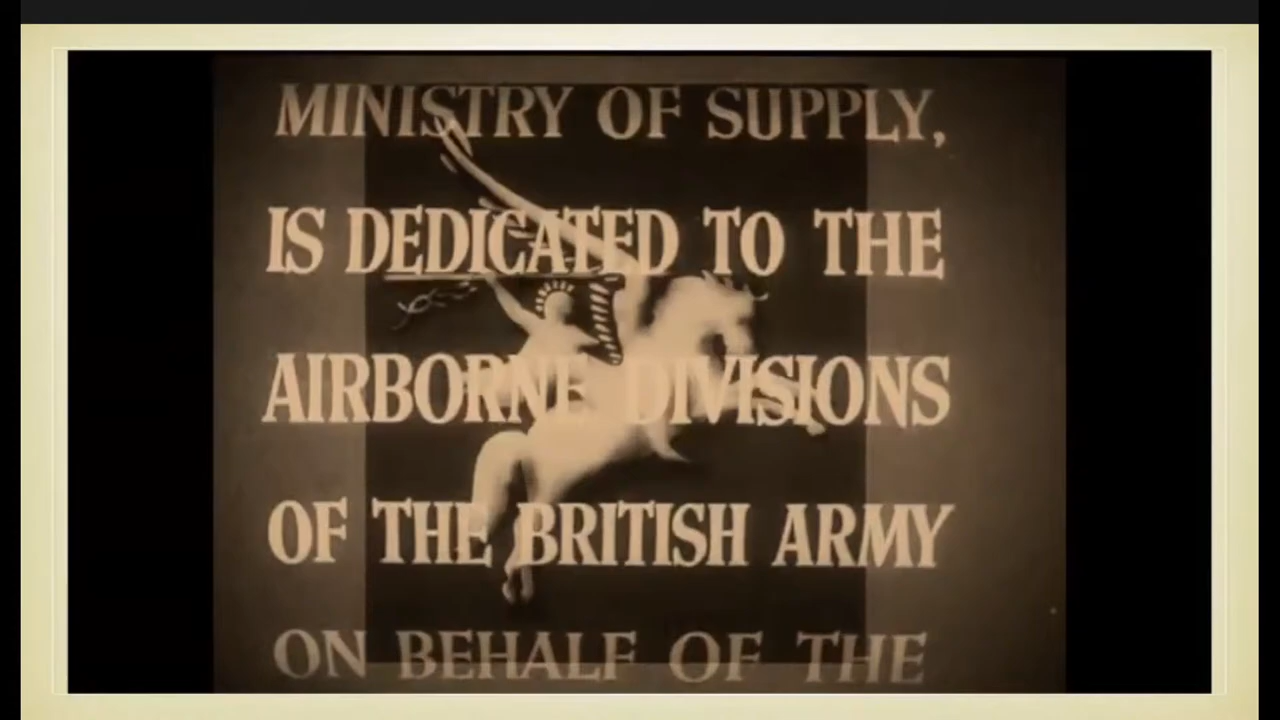 MINISTRY OF SUPPLY,
IS DEDICATED TO THE
AIRBORNE DIVISIONS
OF THE BRITISH ARMY
ON BEHALF OF THE